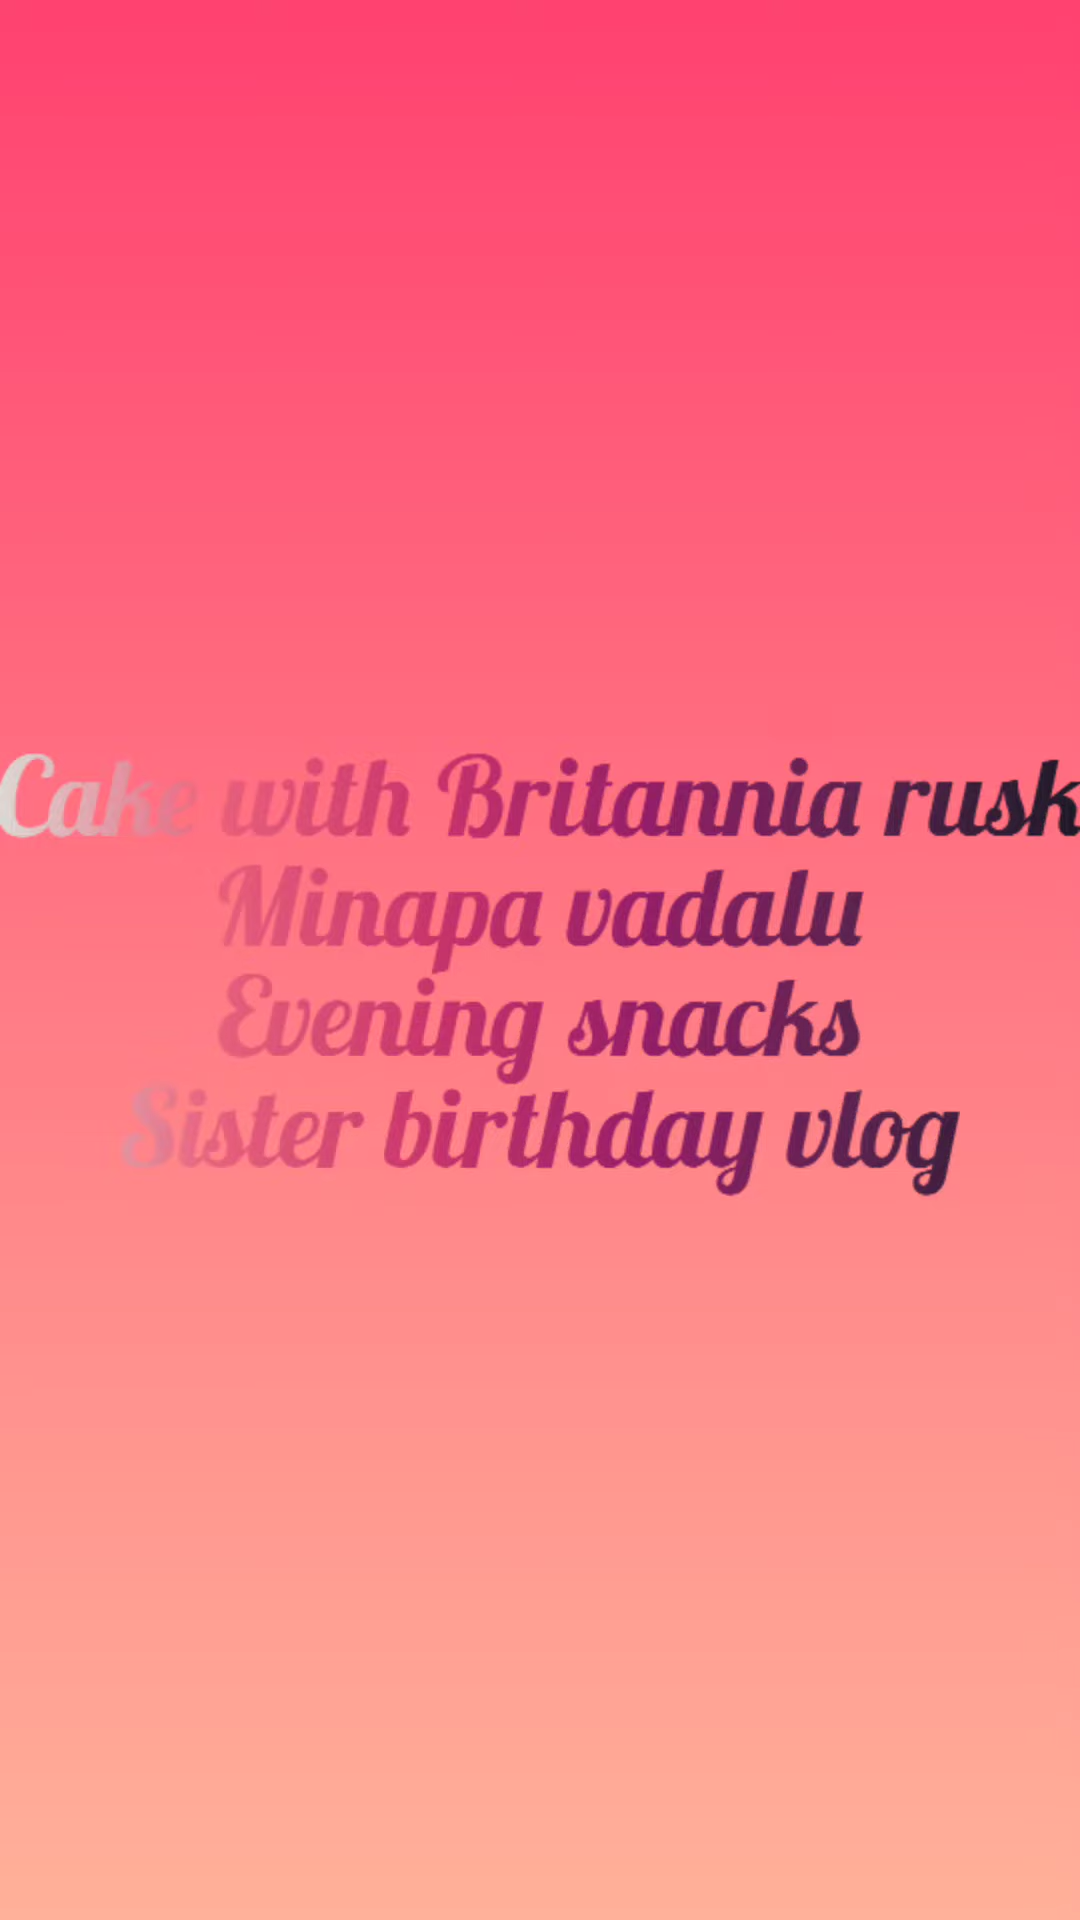 Cake with Britannia rusk
Minapa vadalu
Evening snacks
Sister birthday vlog